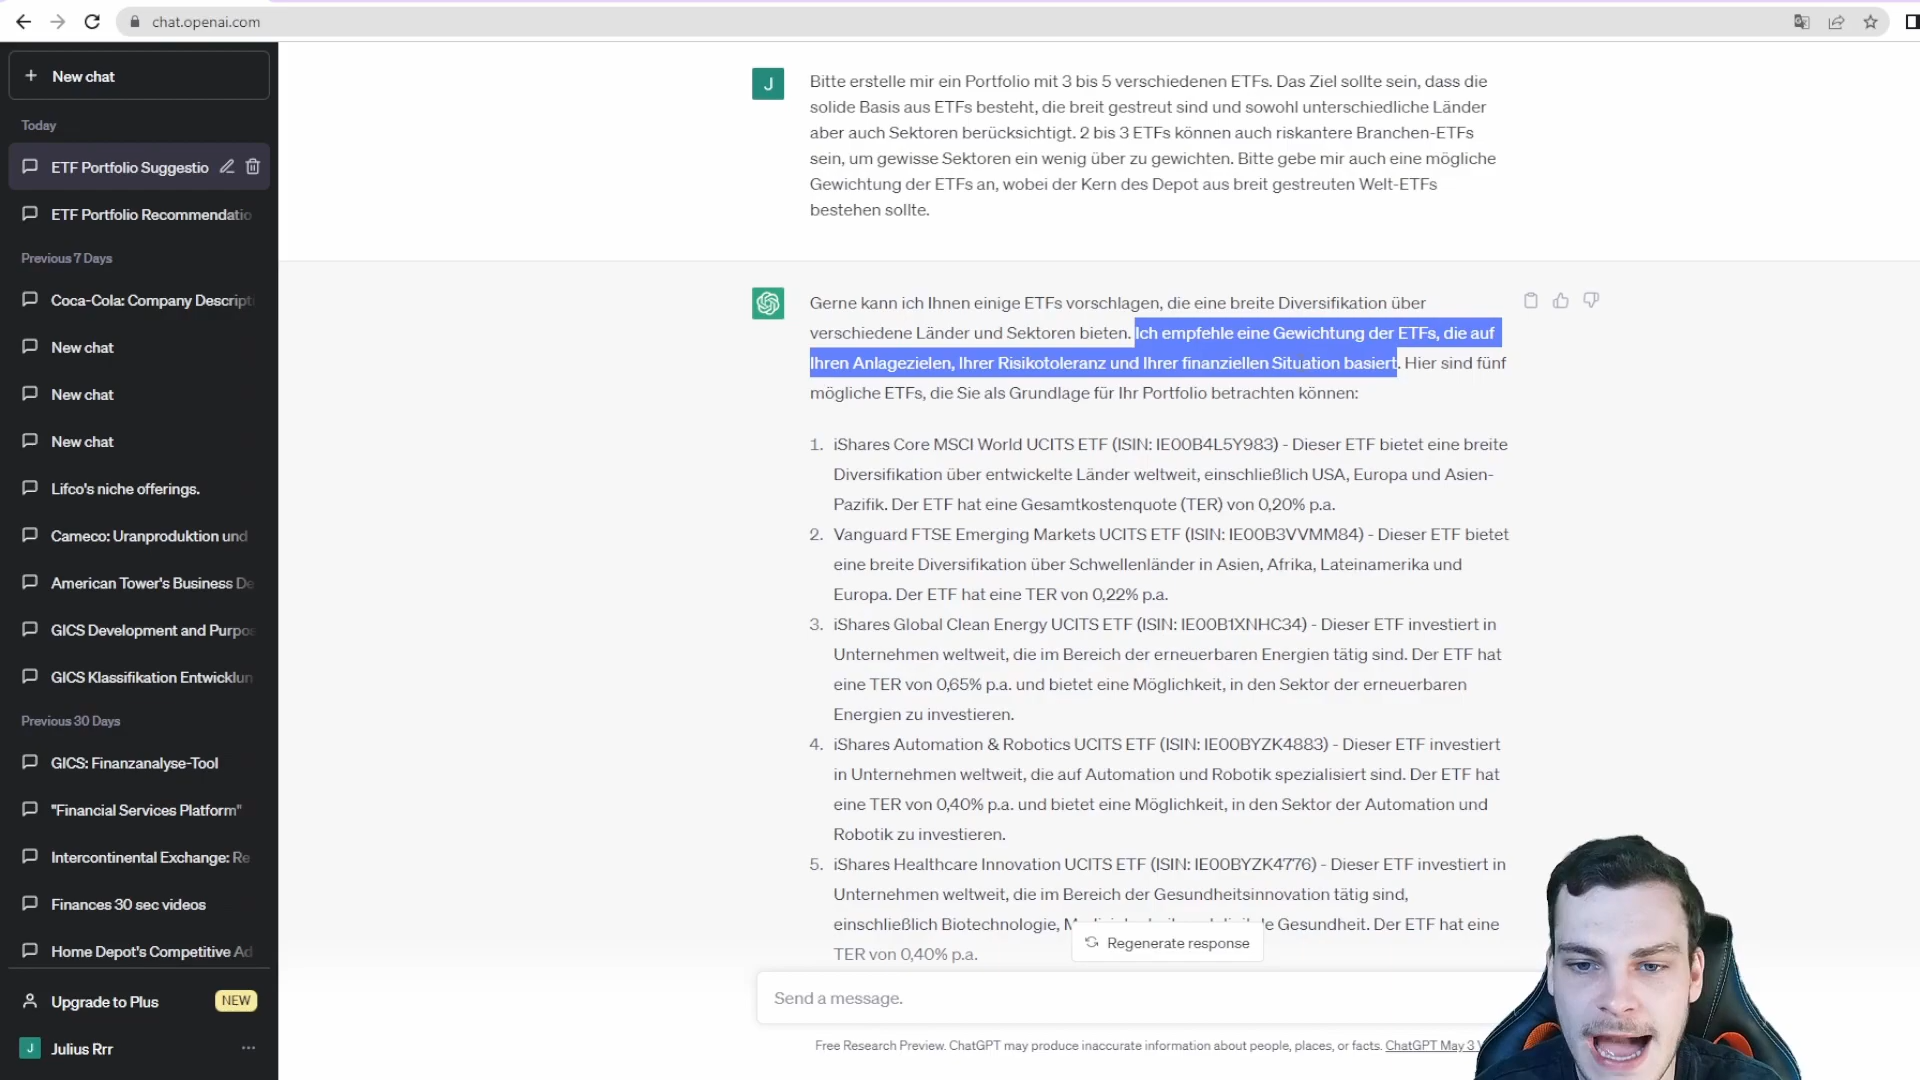 chat.openai.com
New chat
Today
ETF Portfolio Suggestio
ETF Portfolio Recommendatio
Previous 7 Days
Coca-Cola: Company Descripti
New chat
New chat
New chat
Lifco's niche offerings.
Cameco: Uranproduktion und
American Tower's Business De
GICS Development and Purpos
GICS Klassifikation Entwicklun
Previous 30 Days
GICS: Finanzanalyse-Tool
"Financial Services Platform"
Intercontinental Exchange: Re
Finances 30 sec videos
Home Depot's Competitive Ad
Upgrade to Plus NEW
J Julius Rrr
J
Bitte erstelle mir ein Portfolio mit 3 bis 5 verschiedenen ETFs. Das Ziel sollte sein, dass die
solide Basis aus ETFs besteht, die breit gestreut sind und sowohl unterschiedliche Länder
aber auch Sektoren berücksichtigt. 2 bis 3 ETFs können auch riskantere Branchen-ETFs
sein, um gewisse Sektoren ein wenig über zu gewichten. Bitte gebe mir auch eine mögliche
Gewichtung der ETFs an, wobei der Kern des Depot aus breit gestreuten Welt-ETFs
bestehen sollte.
Gerne kann ich Ihnen einige ETFs vorschlagen, die eine breite Diversifikation über
verschiedene Länder und Sektoren bieten. Ich empfehle eine Gewichtung der ETFs, die auf
Ihren Anlagezielen, Ihrer Risikotoleranz und Ihrer finanziellen Situation basiert. Hier sind fünf
mögliche ETFs, die Sie als Grundlage für Ihr Portfolio betrachten können:
1. iShares Core MSCI World UCITS ETF (ISIN: IE00B4L5Y983) - Dieser ETF bietet eine breite
Diversifikation über entwickelte Länder weltweit, einschließlich USA, Europa und Asien-
Pazifik. Der ETF hat eine Gesamtkostenquote (TER) von 0,20% p.a.
2. Vanguard FTSE Emerging Markets UCITS ETF (ISIN: IE00B3VVMM84) - Dieser ETF bietet
eine breite Diversifikation über Schwellenländer in Asien, Afrika, Lateinamerika und
Europa. Der ETF hat eine TER von 0,22% p.a.
3. iShares Global Clean Energy UCITS ETF (ISIN: IE00B1XNHC34) - Dieser ETF investiert in
Unternehmen weltweit, die im Bereich der erneuerbaren Energien tätig sind. Der ETF hat
eine TER von 0,65% p.a. und bietet eine Möglichkeit, in den Sektor der erneuerbaren
Energien zu investieren.
4. iShares Automation & Robotics UCITS ETF (ISIN: IE00BYZK4883) - Dieser ETF investiert
in Unternehmen weltweit, die auf Automation und Robotik spezialisiert sind. Der ETF hat
eine TER von 0,40% p.a. und bietet eine Möglichkeit, in den Sektor der Automation und
Robotik zu investieren.
5. iShares Healthcare Innovation UCITS ETF (ISIN: IE00BYZK4776) - Dieser ETF investiert in
Unternehmen weltweit, die im Bereich der Gesundheitsinnovation tätig sind,
einschließlich Biotechnologie, Gesundheit. Der ETF hat eine
TER von 0,40% p.a.
Regenerate response
Send a message.
Free Research Preview. ChatGPT may produce inaccurate information about people, places, or facts. ChatGPT May 3